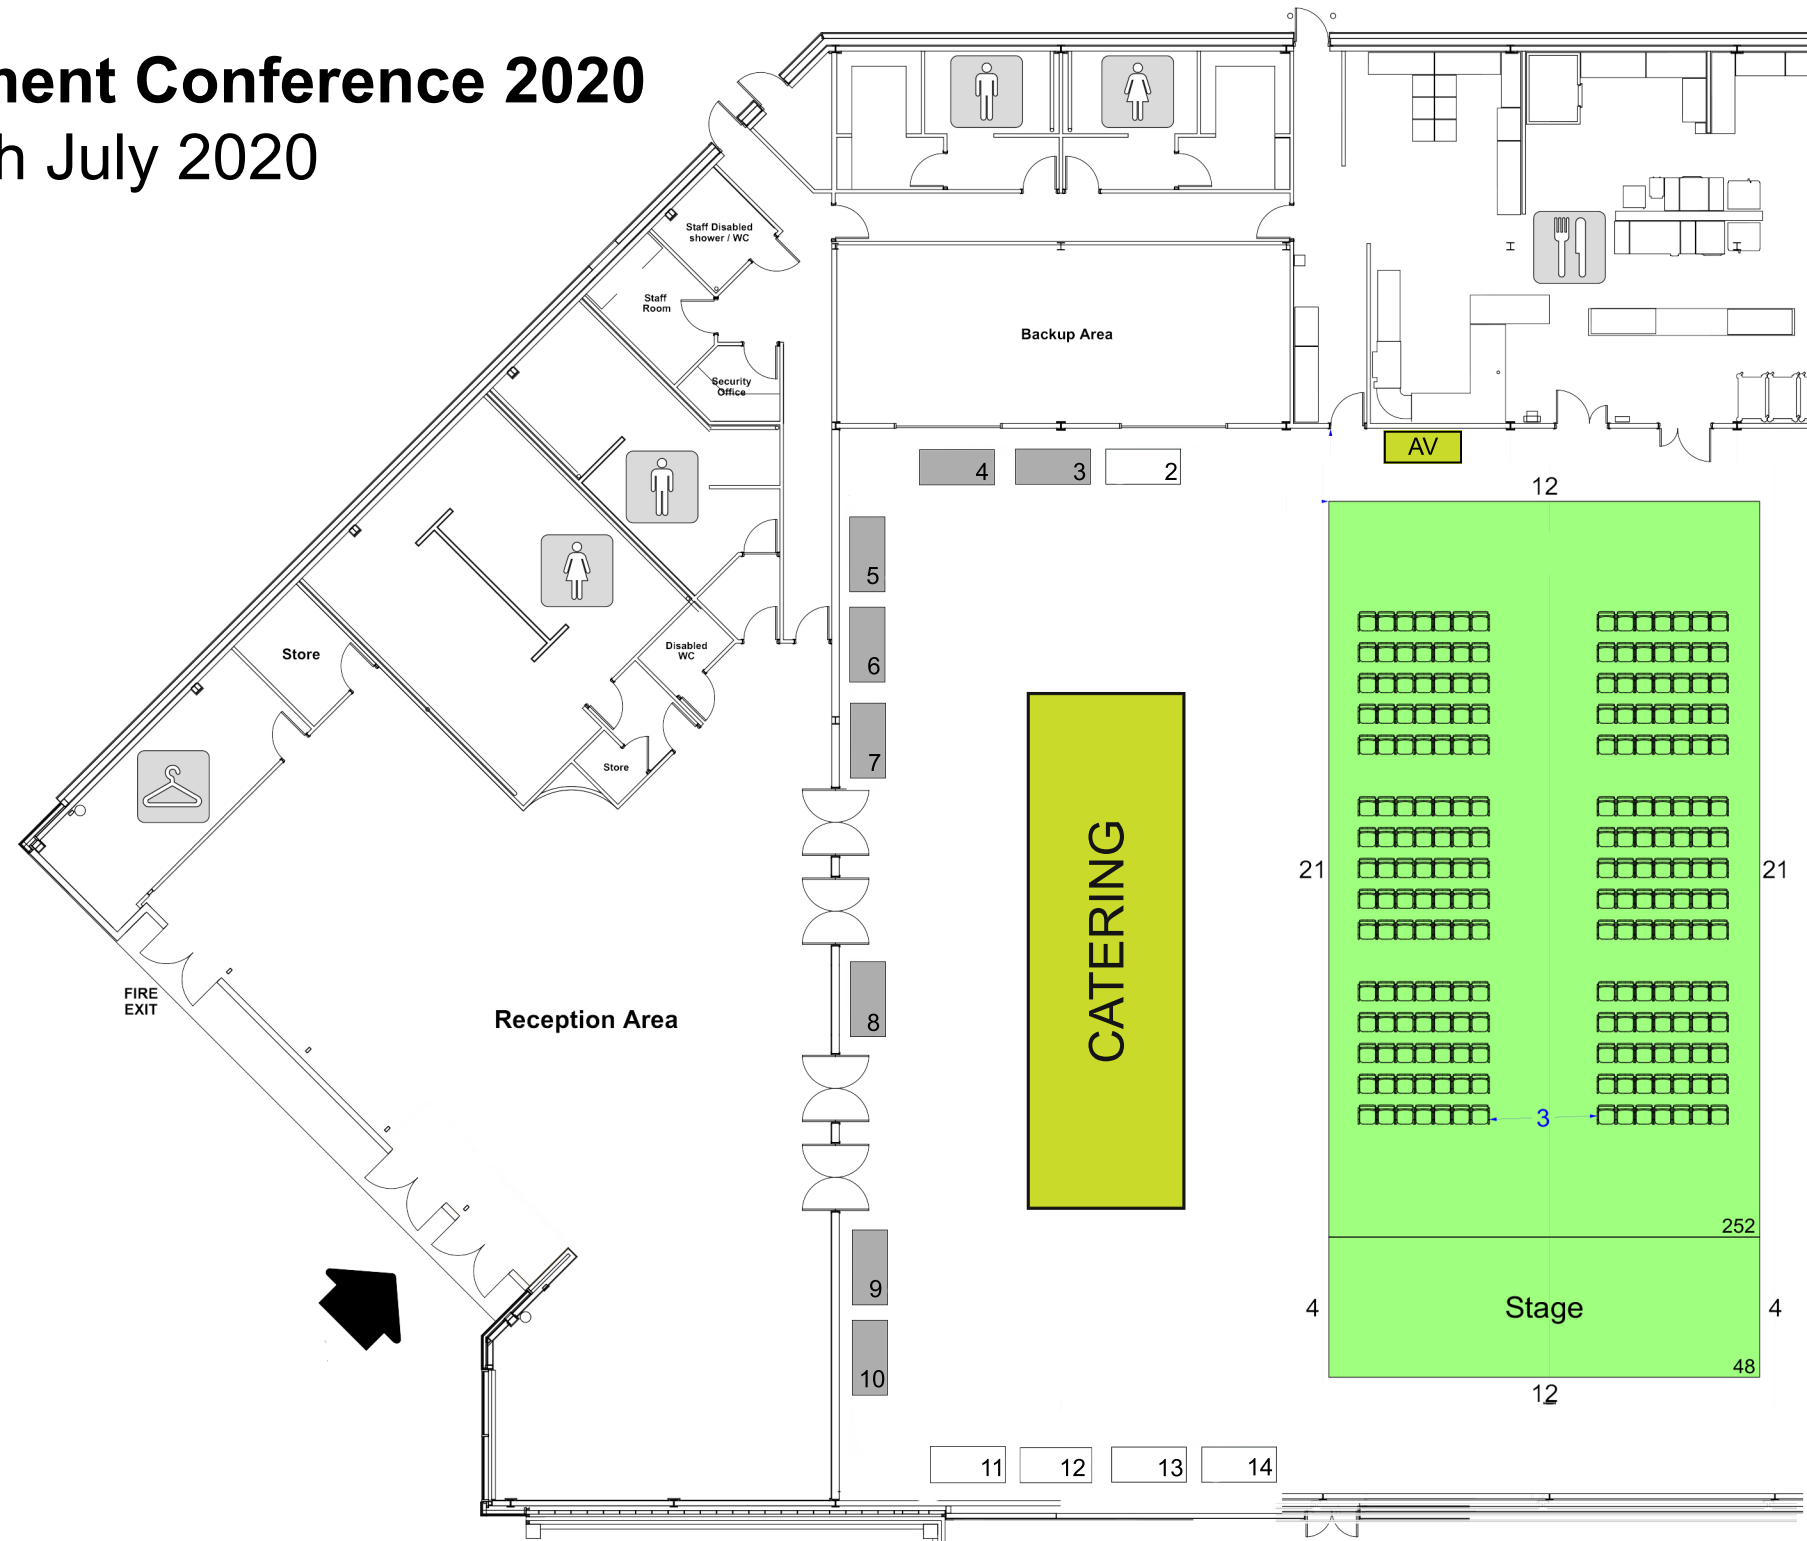 ment Conference 2020
h July 2020
Staff Disabled
shower / WC
Staff
Room
Security
Office
Backup Area
AV
4
3
2
12
5
6
7
Disabled
WC
Store
Store
CATERING
21
21
FIRE
EXIT
Reception Area
8
3
252
9
10
4
Stage
4
48
12
11
12
13
14